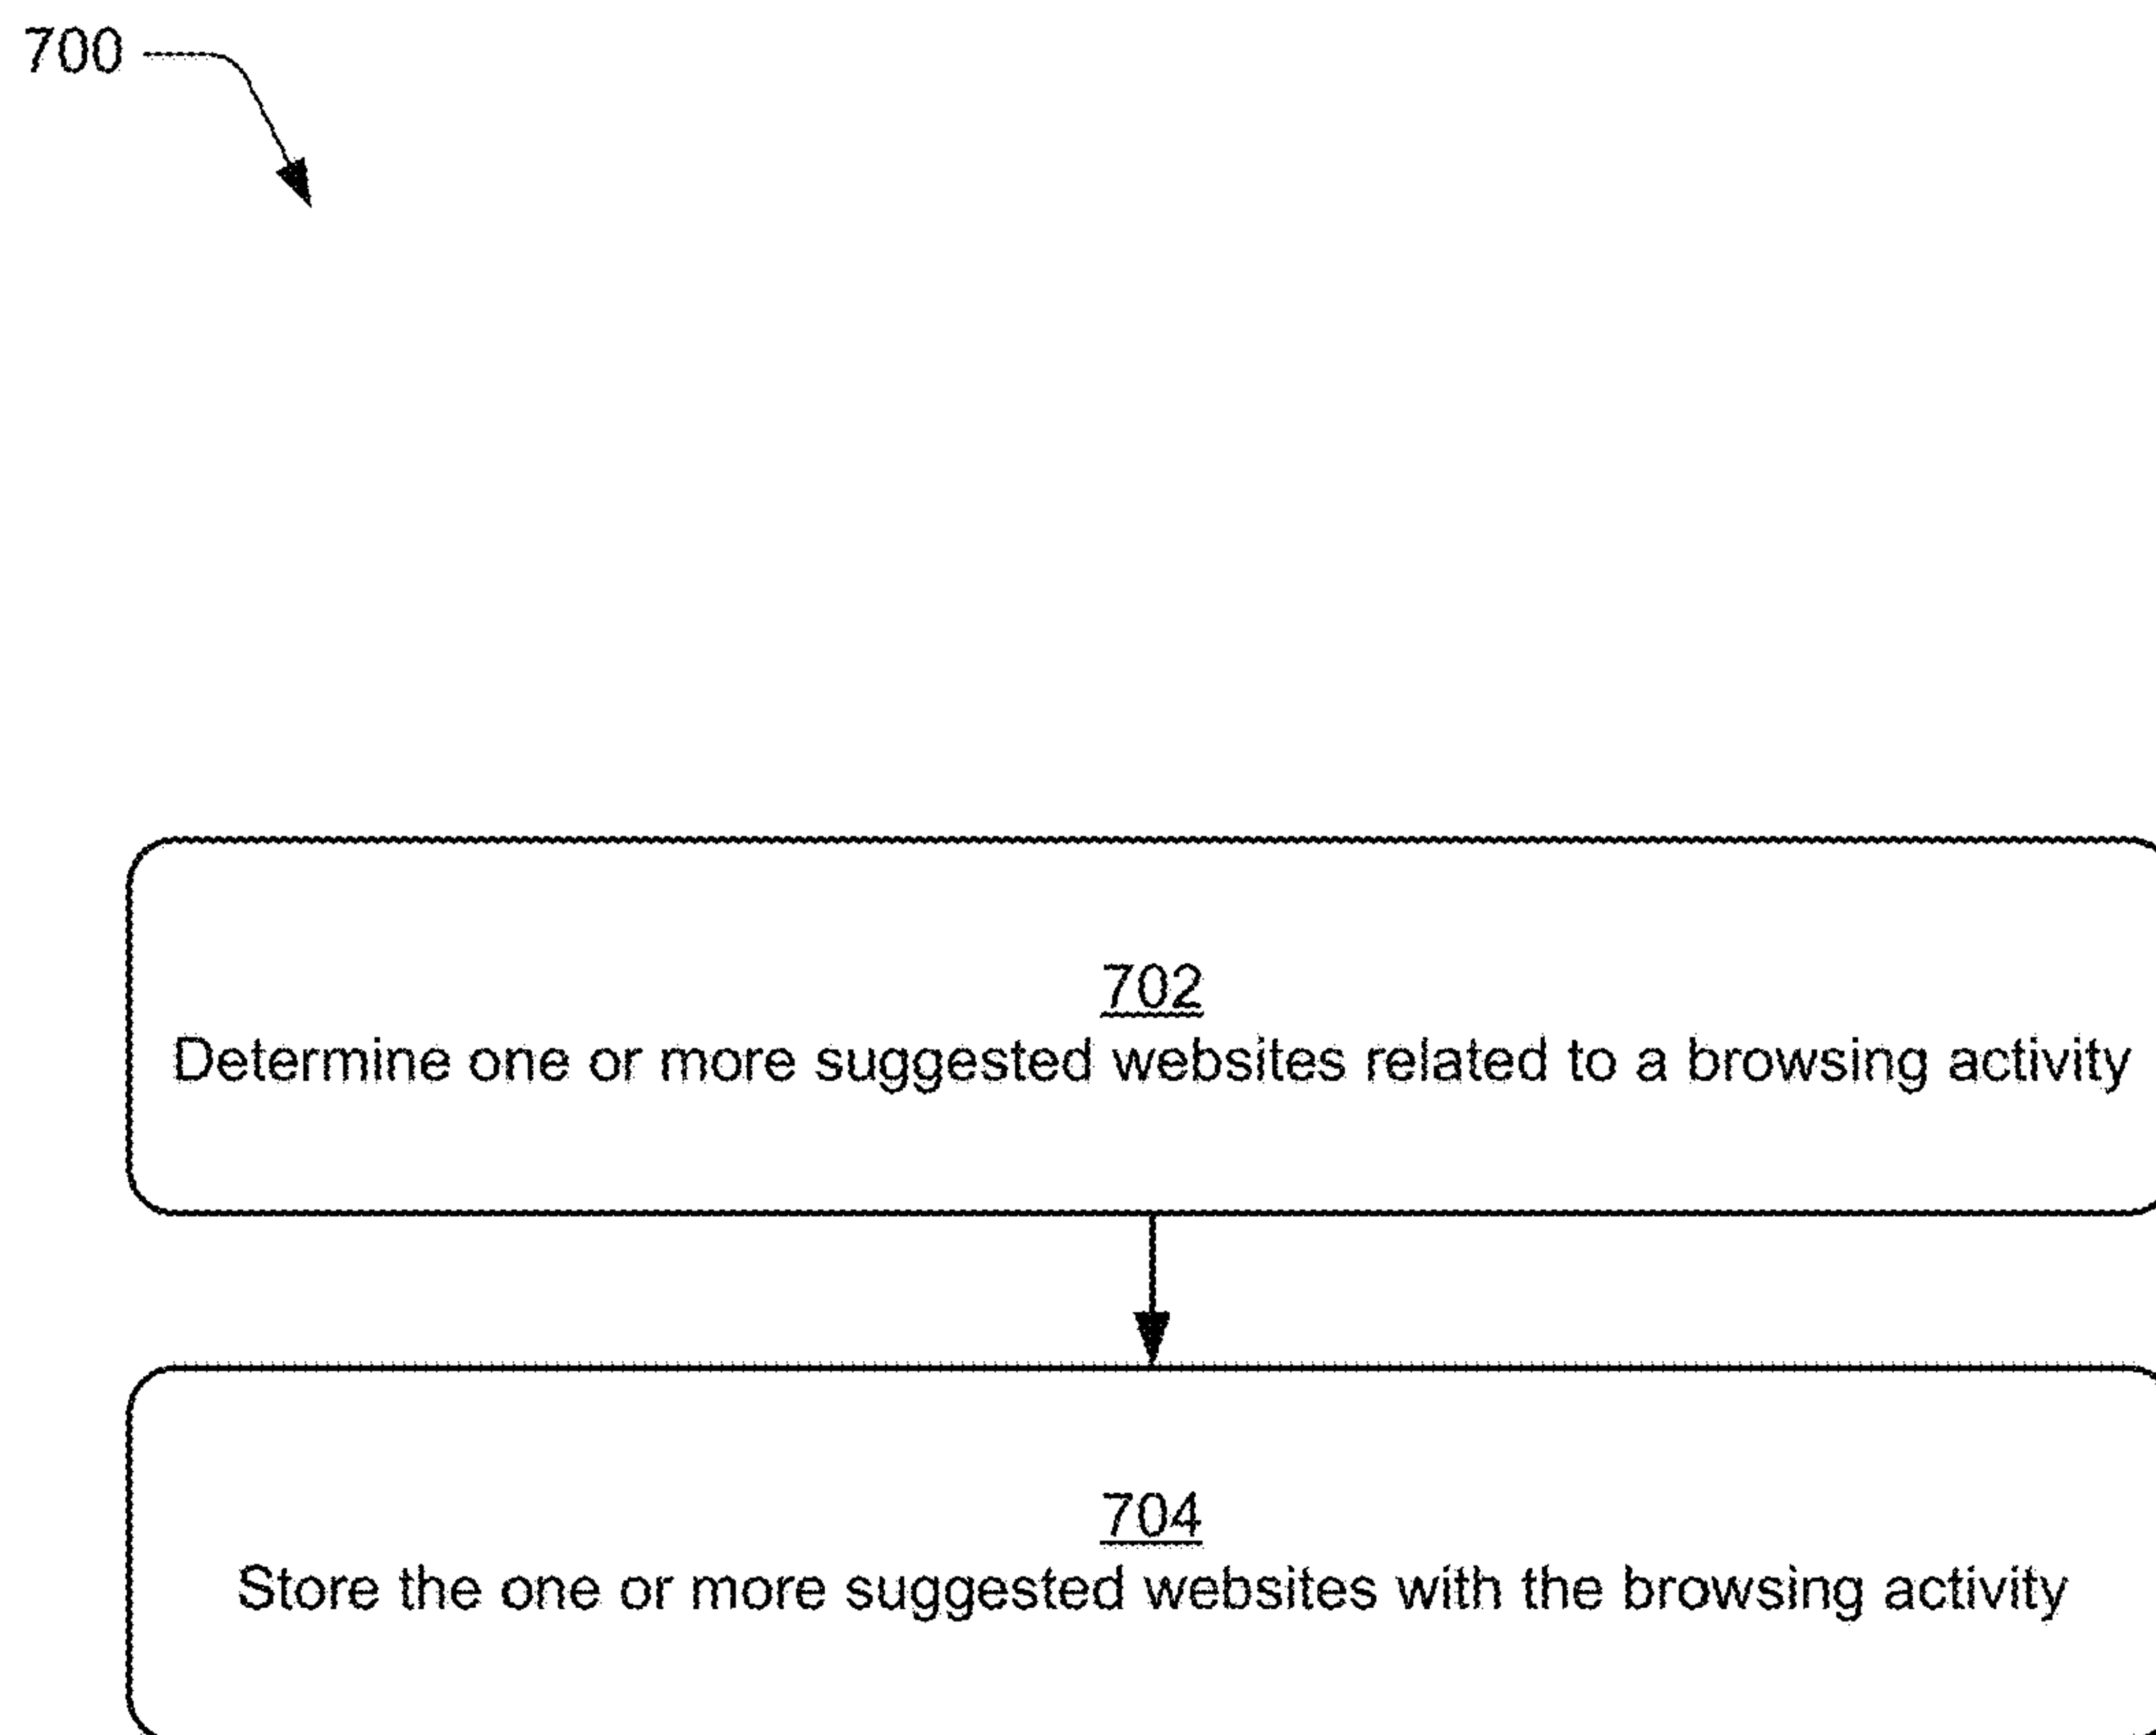 700
702
Determine one or more suggested websites related to a browsing activity
704
Store the one or more suggested websites with the browsing activity